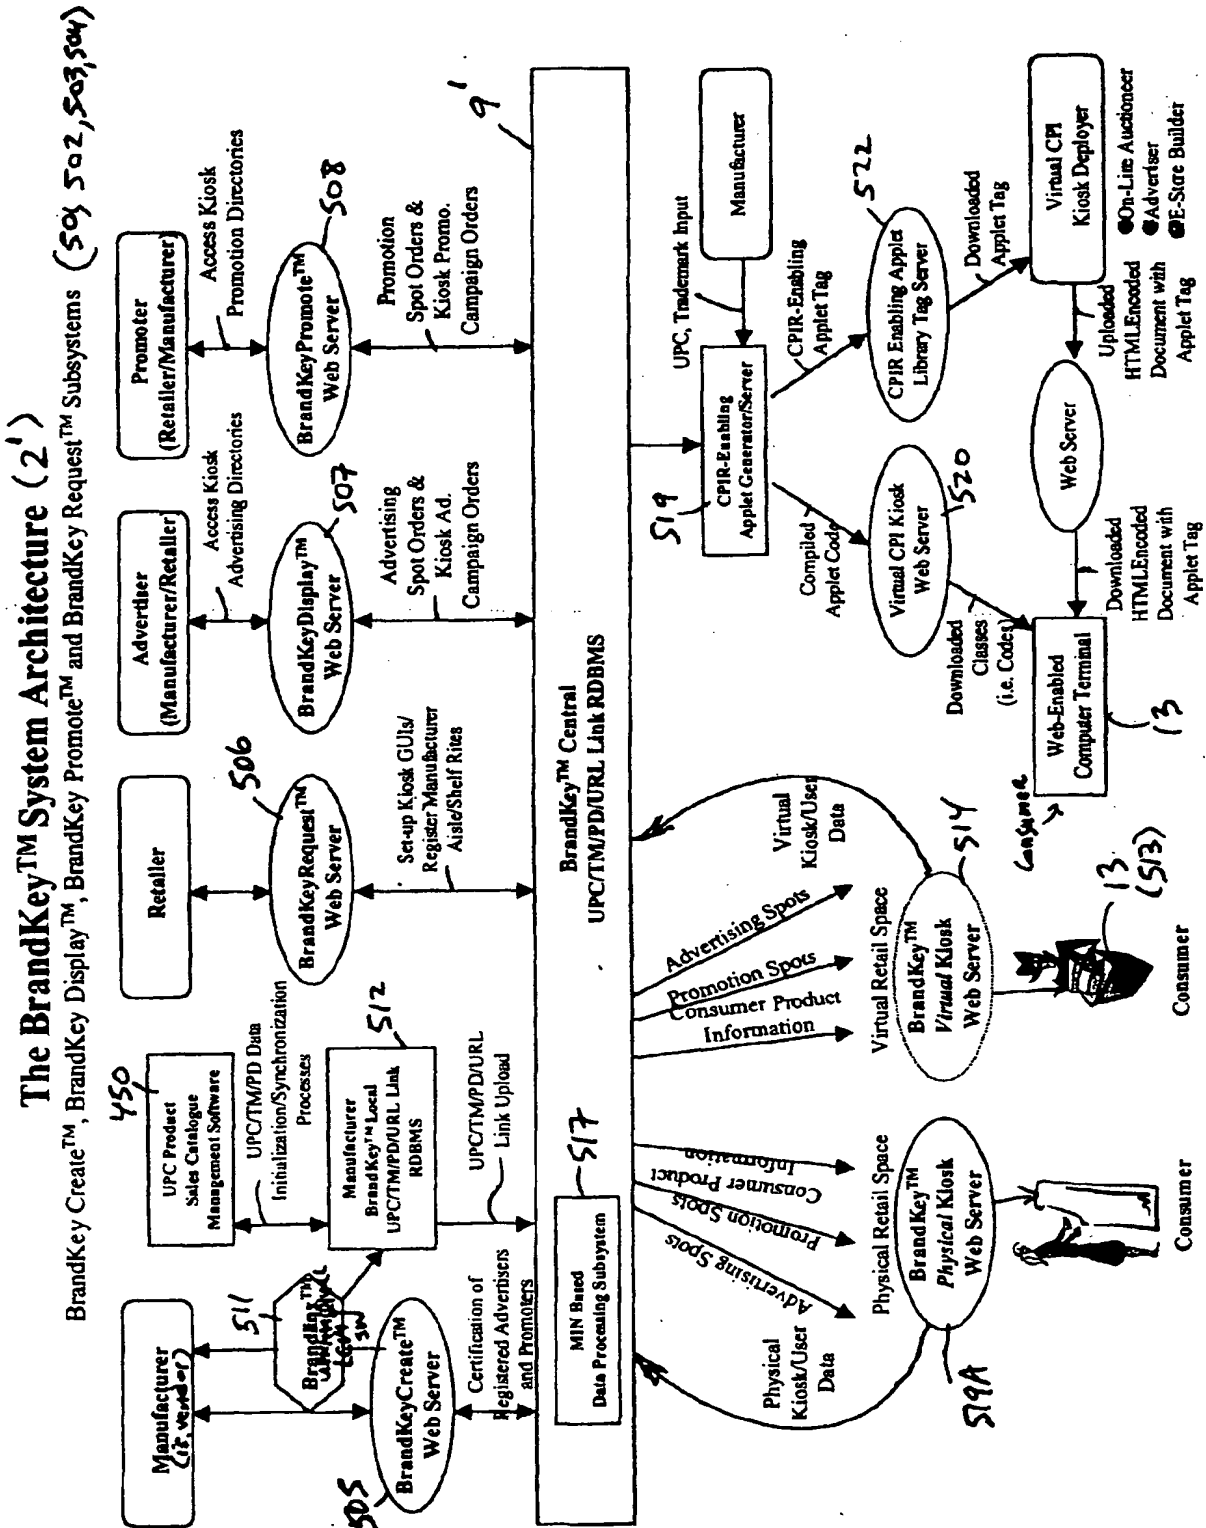 The BrandKey™ System Architecture (2')
BrandKey Create™, BrandKey Display™, BrandKey Promote™ and BrandKey Request™ Subsystems (501, 502, 503, 504)
Manufacturer
(i.e. vendor)
511
BrandKey™
505
BrandKeyCreate™
Web Server
Certification of
Registered Advertisers
and Promoters
450
UPC Product
Sales Catalogue
Management Software
UPC/TM/PD Data
Initialization/Synchronization
Processes
512
Manufacturer
BrandKey™ Local
UPC/TM/PD/URL Link
RDBMS
UPC/TM/PD/URL
Link Upload
Retailer
506
BrandKeyRequest™
Web Server
Set-up Kiosk GUIs/
Register Manufacturer
Aisle/Shelf Rites
Advertiser
(Manufacturer/Retailer)
Access Kiosk
Advertising Directories
507
BrandKeyDisplay™
Web Server
Advertising
Spot Orders &
Kiosk Ad.
Campaign Orders
Promoter
(Retailer/Manufacturer)
Access Kiosk
Promotion Directories
508
BrandKeyPromote™
Web Server
Promotion
Spot Orders &
Kiosk Promo.
Campaign Orders
9'
BrandKey™ Central
UPC/TM/PD/URL Link RDBMS
MIN Based
Data Processing Subsystem
517
Physical
Kiosk/User
Data
Advertising Spots
Promotion Spots
Consumer Product
Information
Physical Retail Space
BrandKey™
Physical Kiosk
Web Server
519A
Consumer
Consumer Product
Information
Promotion Spots
Advertising Spots
Virtual
Kiosk/User
Data
Virtual Retail Space
BrandKey™
Virtual Kiosk
Web Server
514
13
(513)
Consumer
519
CPIR-Enabling
Applet Generator/Server
UPC, Trademark Input
Manufacturer
Compiled
Applet Code
CPIR-Enabling
Applet Tag
Virtual CPI Kiosk
Web Server
520
CPIR Enabling Applet
Library Tag Server
522
Downloaded
Classes
(i.e. Codes)
Downloaded
Applet Tag
Consumer
Web-Enabled
Computer Terminal
13
Downloaded
HTMLEncoded
Document with
Applet Tag
Web Server
Uploaded
HTMLEncoded
Document with
Applet Tag
Virtual CPI
Kiosk Deployer
●On-Line Auctioneer
●Advertiser
●E-Store Builder